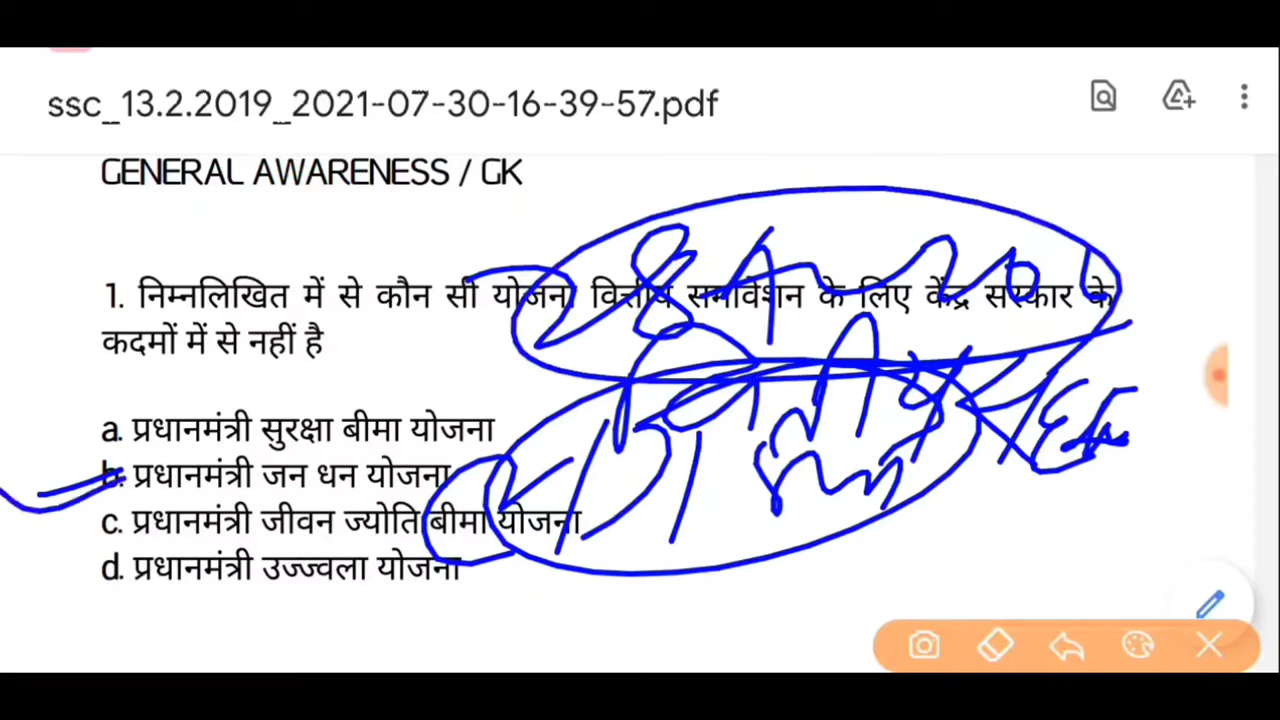 ssc_13.2.2019_2021-07-30-16-39-57.pdf
GENERAL AWARENESS / GK
1. निम्नलिखित में से कौन सी योजना वित्तीय समावेशन के लिए केंद्र सरकार के
कदमों में से नहीं है
a. प्रधानमंत्री सुरक्षा बीमा योजना
b. प्रधानमंत्री जन धन योजना
c. प्रधानमंत्री जीवन ज्योति बीमा योजना
d. प्रधानमंत्री उज्ज्वला योजना